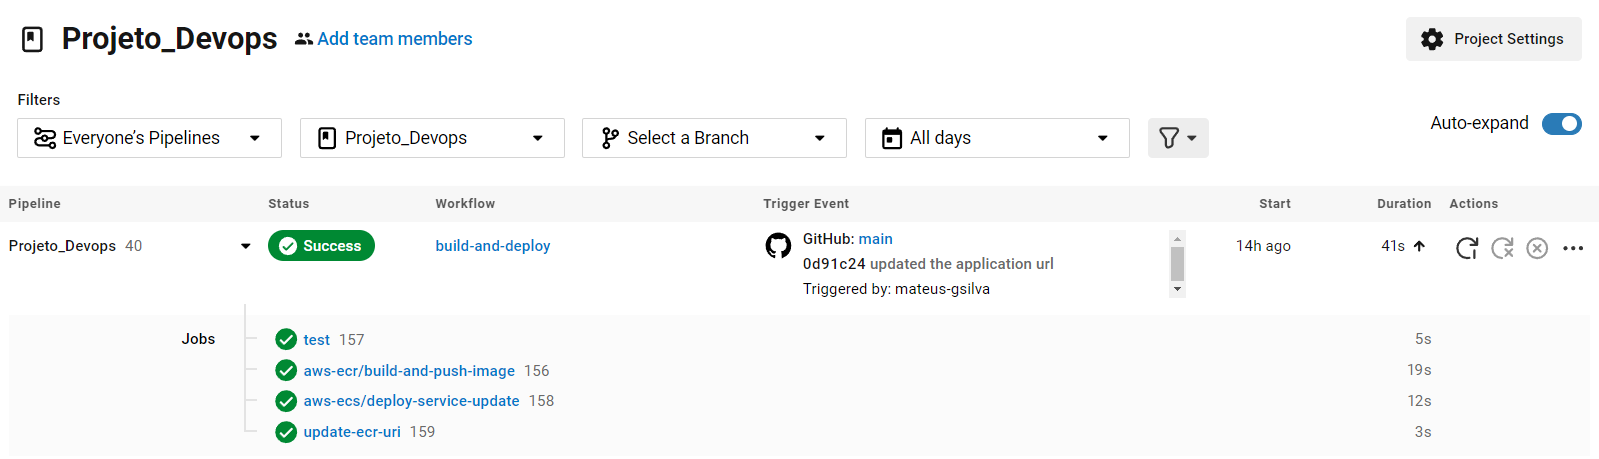 Projeto_Devops Add team members Project Settings
Filters
Everyone’s Pipelines Projeto_Devops Select a Branch All days Auto-expand
Pipeline Status Workflow Trigger Event Start Duration Actions
Projeto_Devops 40 Success build-and-deploy GitHub: main 14h ago 41s
0d91c24 updated the application url
Triggered by: mateus-gsilva
Jobs test 157 5s
aws-ecr/build-and-push-image 156 19s
aws-ecs/deploy-service-update 158 12s
update-ecr-uri 159 3s